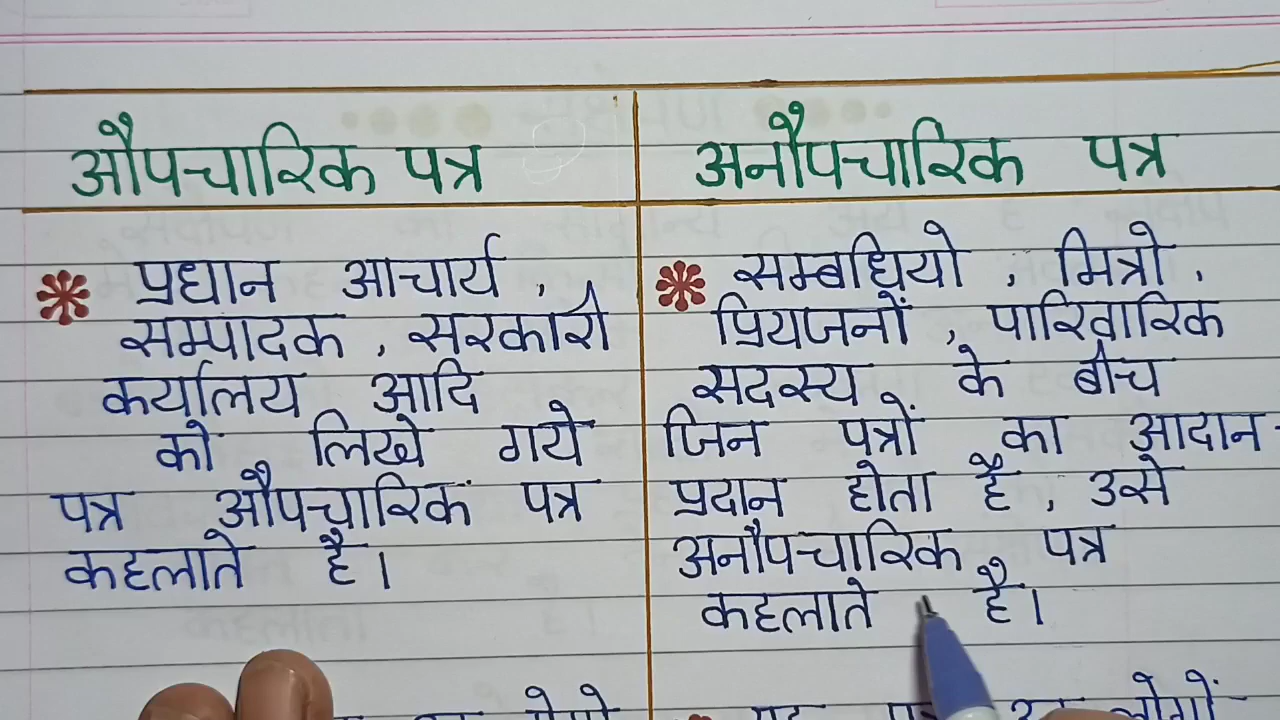 औपचारिक पत्र
प्रधान आचार्य,
सम्पादक, सरकारी
कर्यालय आदि
को लिखे गये
पत्र औपचारिक पत्र
कहलाते है।
अनौपचारिक पत्र
सम्बधियो, मित्रो,
प्रियजनों, पारिवारिक
सदस्य के बीच
जिन पत्रों का आदान-
प्रदान होता है, उसे
अनौपचारिक पत्र
कहलाते है।